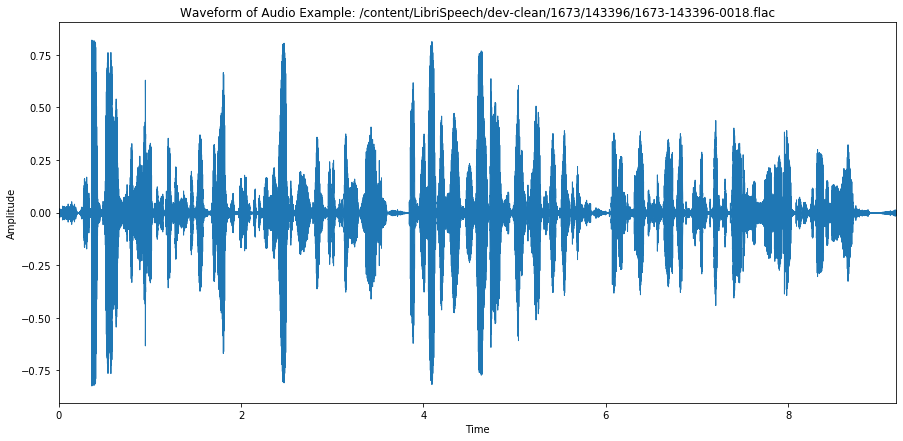 Waveform of Audio Example: /content/LibriSpeech/dev-clean/1673/143396/1673-143396-0018.flac
0.75
0.50
0.25
0.00
−0.25
−0.50
−0.75
Amplitude
0 2 4 6 8
Time